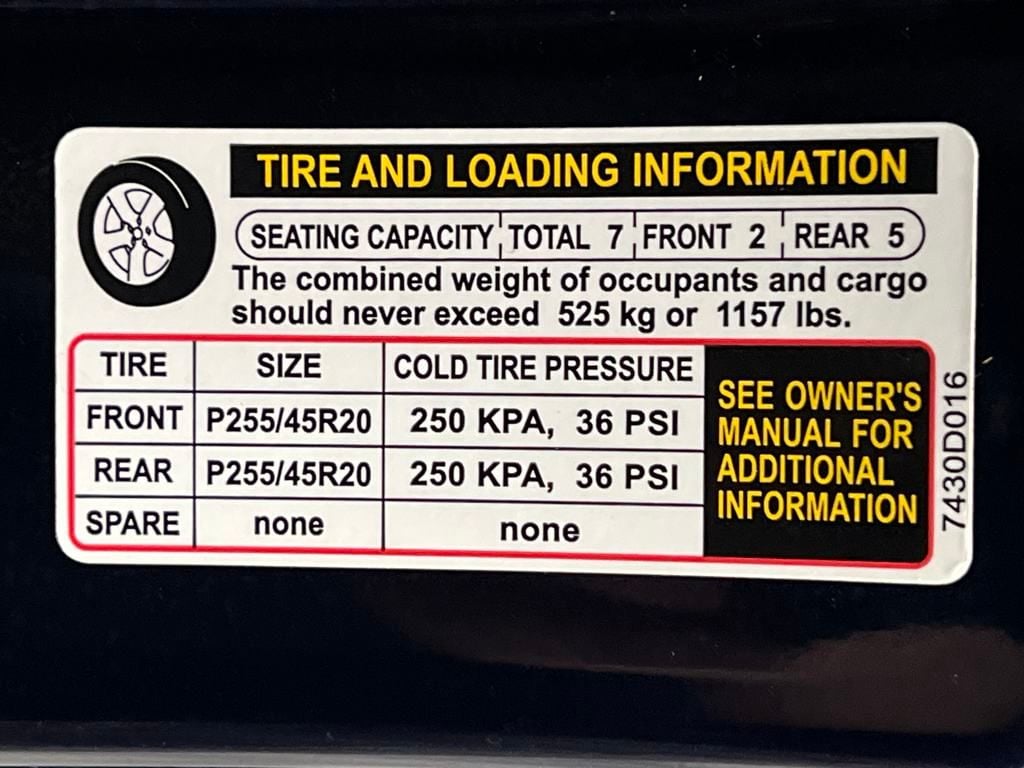 TIRE AND LOADING INFORMATION
SEATING CAPACITY TOTAL 7 FRONT 2 REAR 5
The combined weight of occupants and cargo
should never exceed 525 kg or 1157 lbs.
TIRE SIZE COLD TIRE PRESSURE
FRONT P255/45R20 250 KPA, 36 PSI
REAR P255/45R20 250 KPA, 36 PSI
SPARE none none
SEE OWNER'S
MANUAL FOR
ADDITIONAL
INFORMATION
7430D016